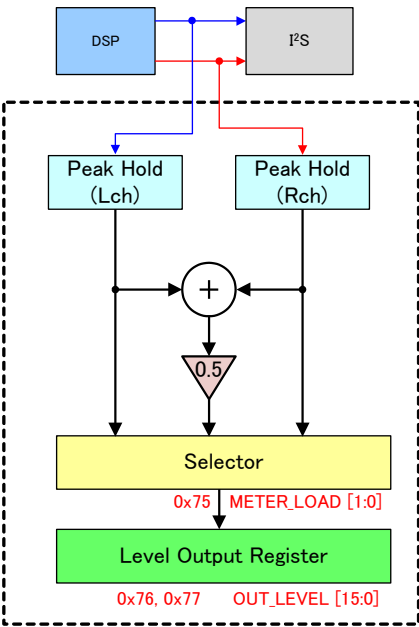 DSP
I²S
Peak Hold
(Lch)
Peak Hold
(Rch)
+
0.5
Selector
0x75 METER_LOAD [1:0]
Level Output Register
0x76, 0x77 OUT_LEVEL [15:0]